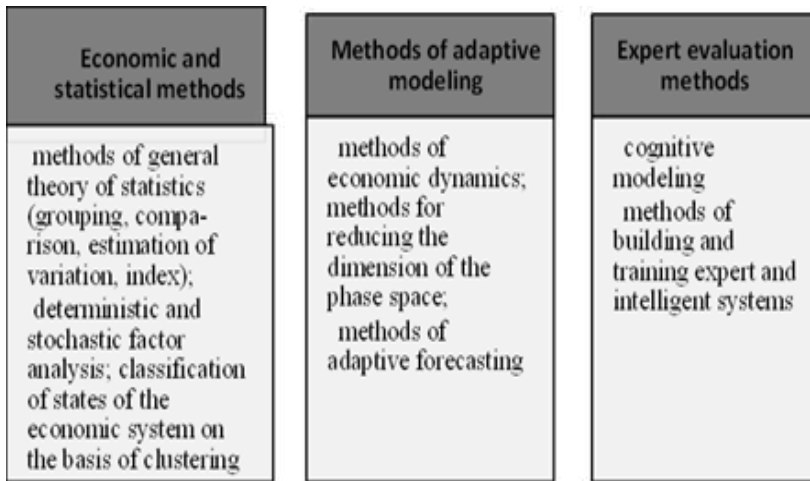 Economic and
statistical methods
methods of general
theory of statistics
(grouping, compa-
rison, estimation of
variation, index);
deterministic and
stochastic factor
analysis; classification
of states of the
economic system on
the basis of clustering
Methods of adaptive
modeling
methods of
economic dynamics;
methods for
reducing the
dimension of the
phase space;
methods of
adaptive forecasting
Expert evaluation
methods
cognitive
modeling
methods of
building and
training expert and
intelligent systems